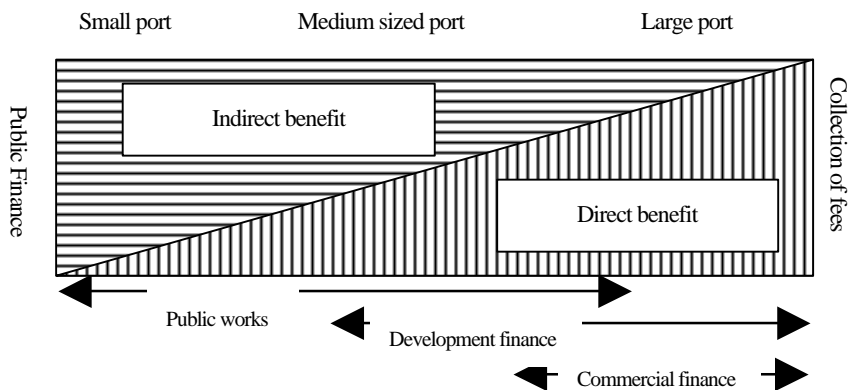 Small port Medium sized port Large port
Public Finance
Indirect benefit
Direct benefit
Collection of fees
Public works
Development finance
Commercial finance